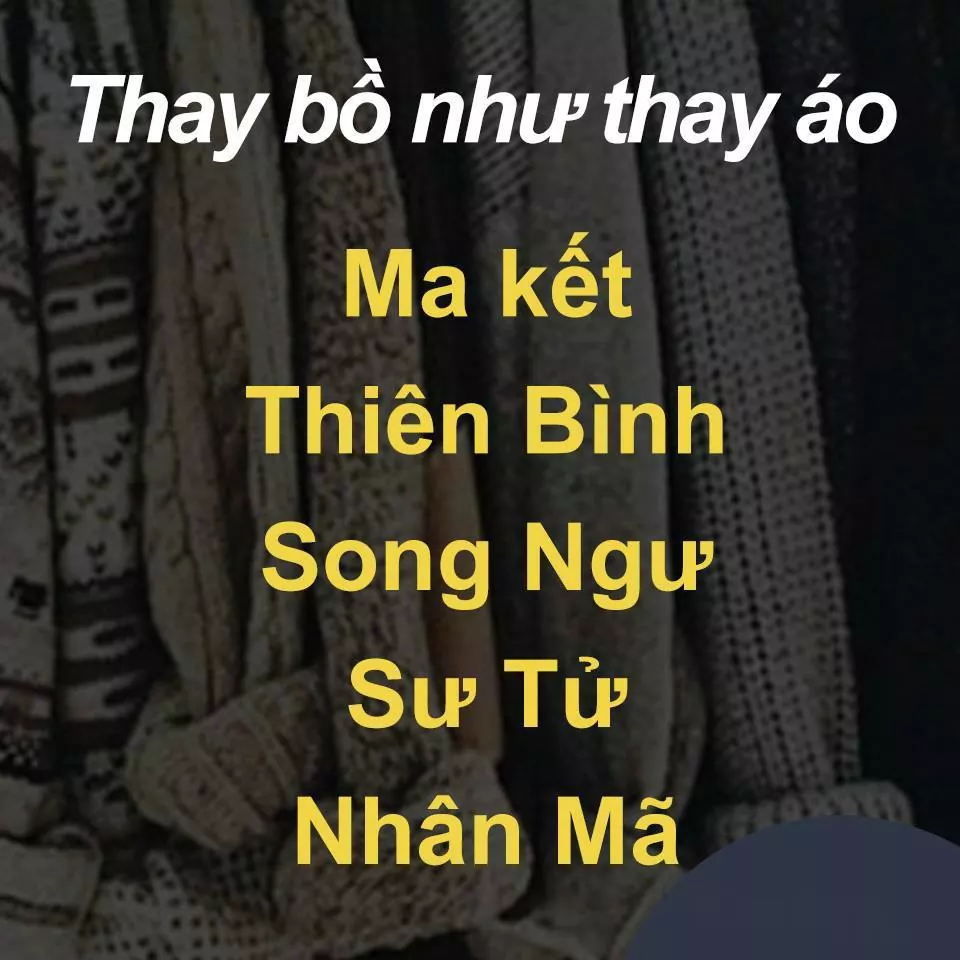 Thay bồ như thay áo
Ma kết
Thiên Bình
Song Ngư
Sư Tử
Nhân Mã